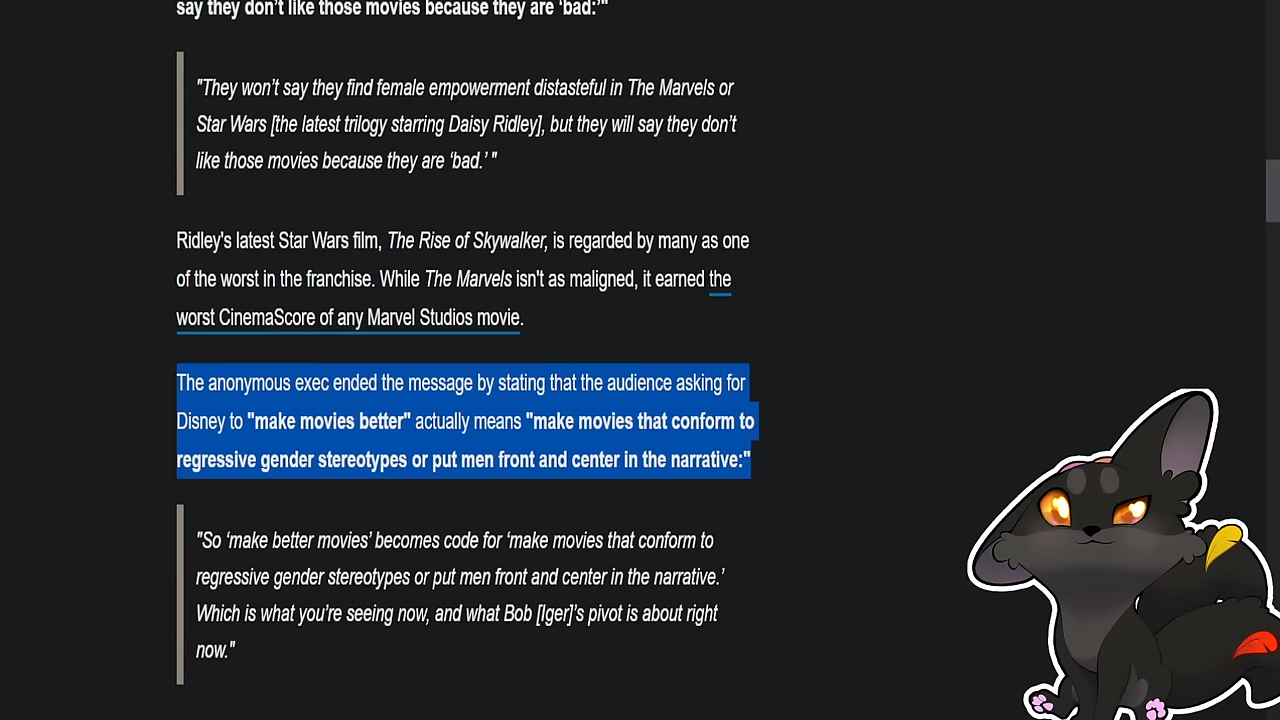 say they don’t like those movies because they are ‘bad:’"
"They won’t say they find female empowerment distasteful in The Marvels or
Star Wars [the latest trilogy starring Daisy Ridley], but they will say they don’t
like those movies because they are ‘bad.’ "
Ridley's latest Star Wars film, The Rise of Skywalker, is regarded by many as one
of the worst in the franchise. While The Marvels isn't as maligned, it earned the
worst CinemaScore of any Marvel Studios movie.
The anonymous exec ended the message by stating that the audience asking for
Disney to "make movies better" actually means "make movies that conform to
regressive gender stereotypes or put men front and center in the narrative:"
"So ‘make better movies’ becomes code for ‘make movies that conform to
regressive gender stereotypes or put men front and center in the narrative.’
Which is what you’re seeing now, and what Bob [Iger]’s pivot is about right
now."